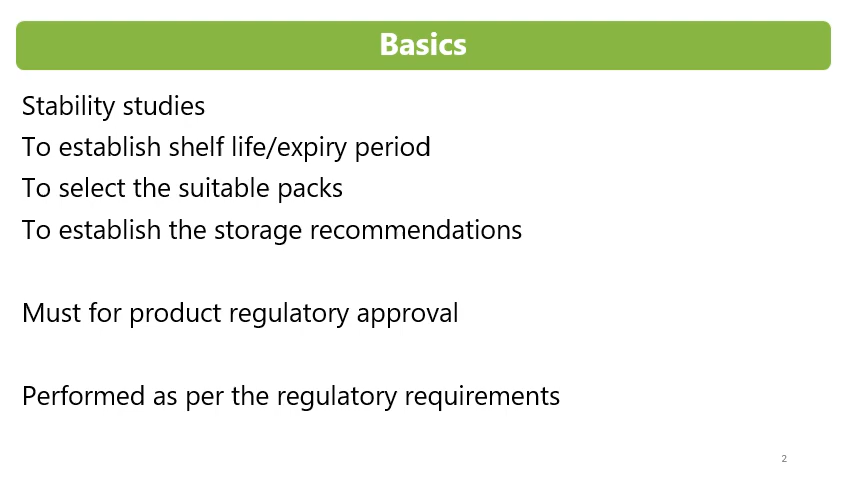 Basics
Stability studies
To establish shelf life/expiry period
To select the suitable packs
To establish the storage recommendations
Must for product regulatory approval
Performed as per the regulatory requirements
2